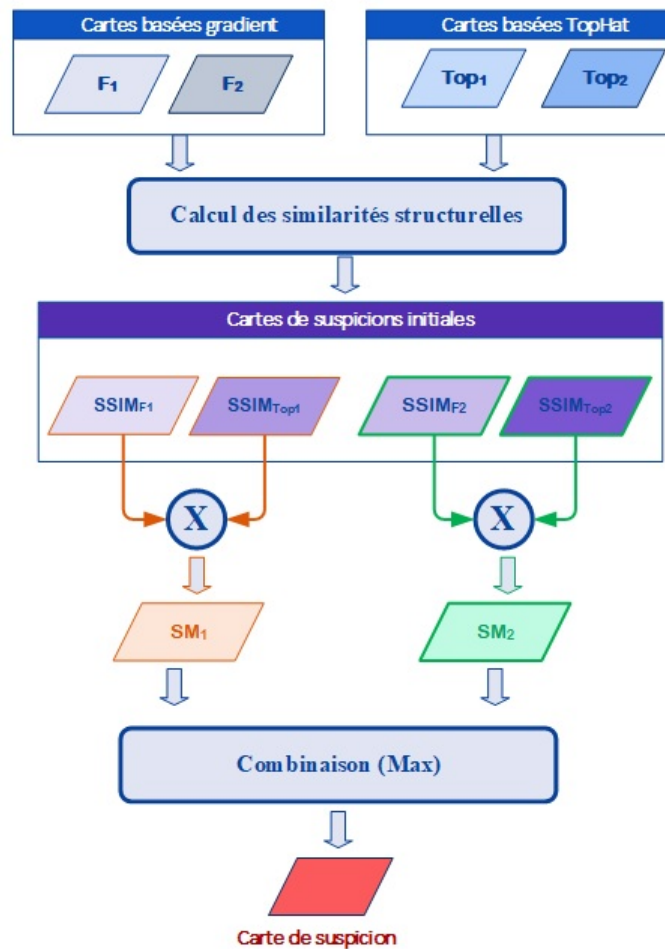 Cartes basées gradient
Cartes basées TopHat
F1
F2
Top1
Top2
Calcul des similarités structurelles
Cartes de suspicions initiales
SSIMF1
SSIMTop1
SSIMF2
SSIMTop2
X
X
SM1
SM2
Combinaison (Max)
Carte de suspicion